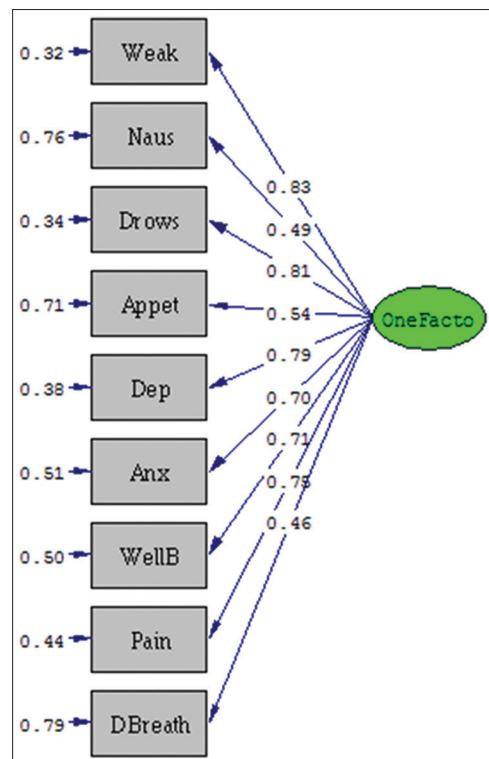 0.32 Weak
0.76 Naus
0.83
0.34 Drows
0.49
0.81
0.71 Appet
0.54
OneFacto
0.79
0.38 Dep
0.70
0.71
0.51 Anx
0.75
0.46
0.50 WellB
0.44 Pain
0.79 DBreath